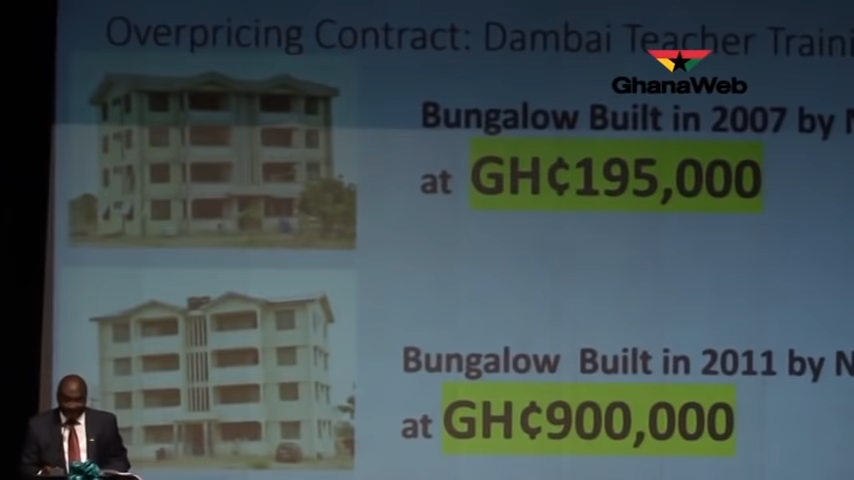 Overpricing Contract: Dambai Teacher Traini
GhanaWeb
Bungalow Built in 2007 by N
at GH¢195,000
Bungalow Built in 2011 by N
at GH¢900,000